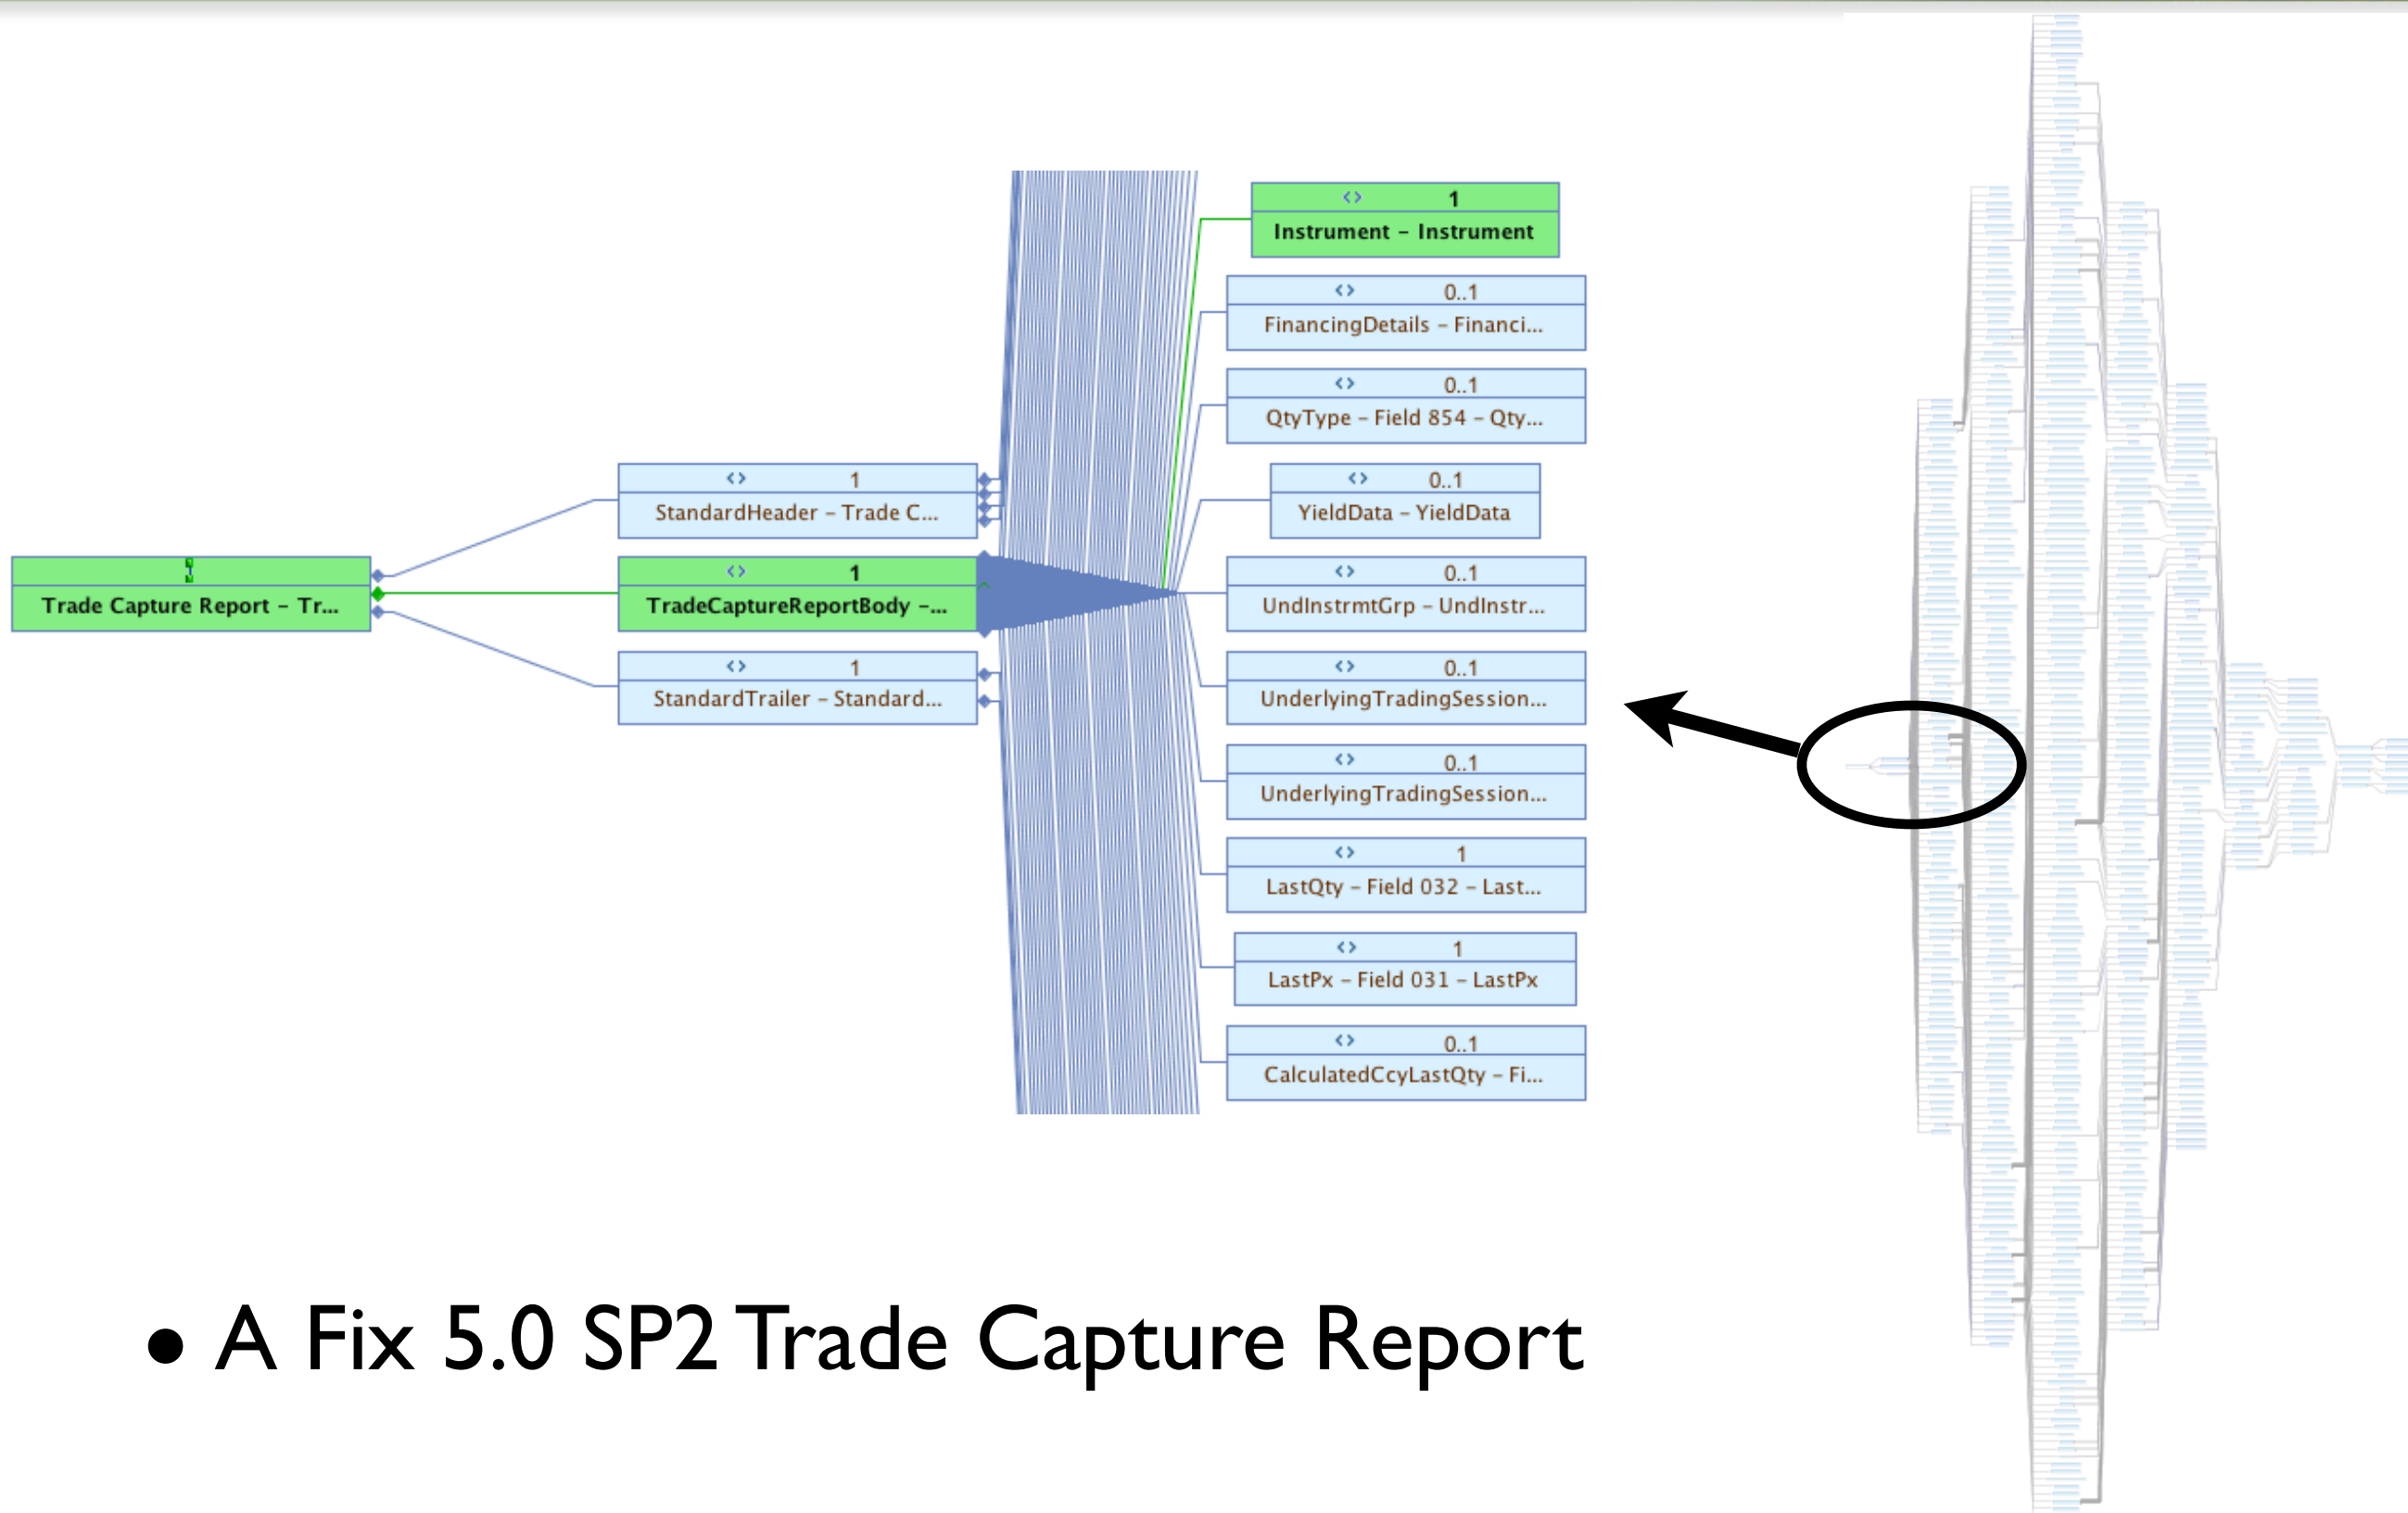 1
Instrument – Instrument
0..1
FinancingDetails – Financi...
0..1
QtyType – Field 854 – Qty...
1
StandardHeader – Trade C...
0..1
YieldData – YieldData
Trade Capture Report – Tr...
1
TradeCaptureReportBody –...
0..1
UndInstrmtGrp – UndInstr...
1
StandardTrailer – Standard...
0..1
UnderlyingTradingSession...
0..1
UnderlyingTradingSession...
1
LastQty – Field 032 – Last...
1
LastPx – Field 031 – LastPx
0..1
CalculatedCcyLastQty – Fi...
• A Fix 5.0 SP2 Trade Capture Report